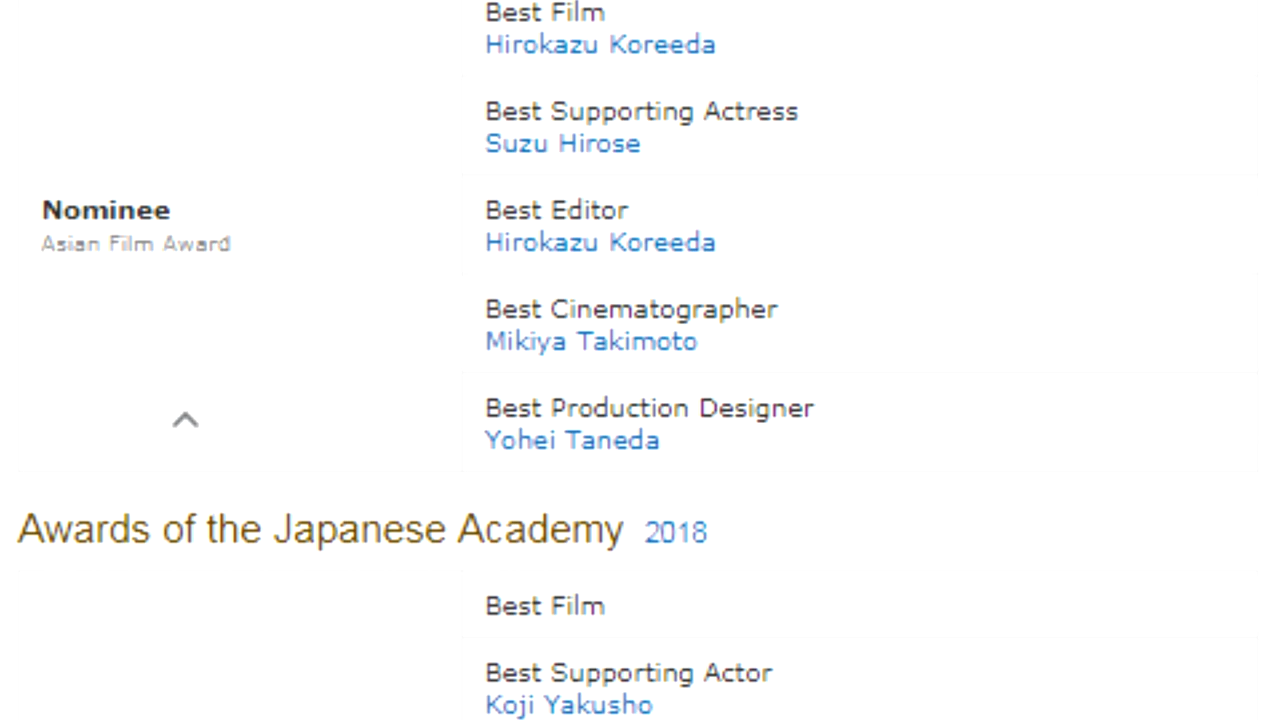 Best Film
Hirokazu Koreeda
Best Supporting Actress
Suzu Hirose
Nominee
Asian Film Award
Best Editor
Hirokazu Koreeda
Best Cinematographer
Mikiya Takimoto
Best Production Designer
Yohei Taneda
Awards of the Japanese Academy 2018
Best Film
Best Supporting Actor
Koji Yakusho